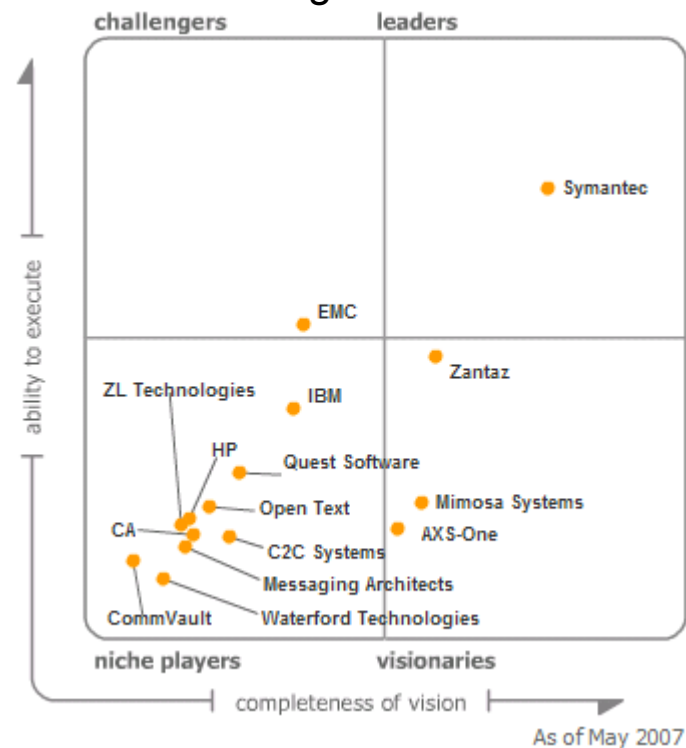 challengers
leaders
Symantec
EMC
Zantaz
ZL Technologies
IBM
HP
Quest Software
Open Text
Mimosa Systems
CA
AXS-One
C2C Systems
Messaging Architects
CommVault
Waterford Technologies
niche players
visionaries
ability to execute
completeness of vision
As of May 2007